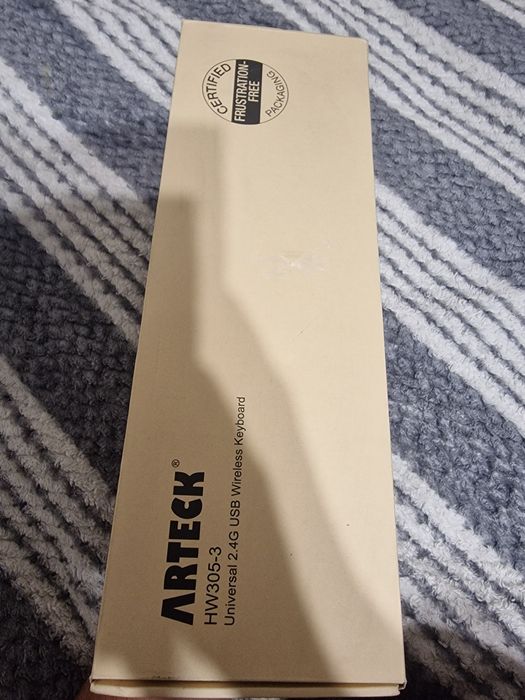 CERTIFIED
FRUSTRATION-
FREE
PACKAGING
ARTECK®
HW305-3
Universal 2.4G USB Wireless Keyboard